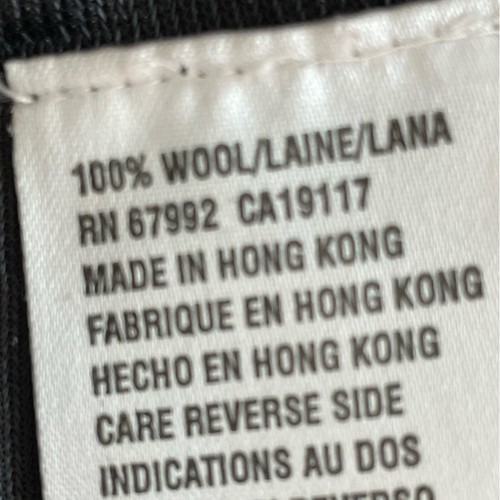 100% WOOL/LAINE/LANA
RN 67992 CA19117
MADE IN HONG KONG
FABRIQUE EN HONG KONG
HECHO EN HONG KONG
CARE REVERSE SIDE
INDICATIONS AU DOS
REVERSO